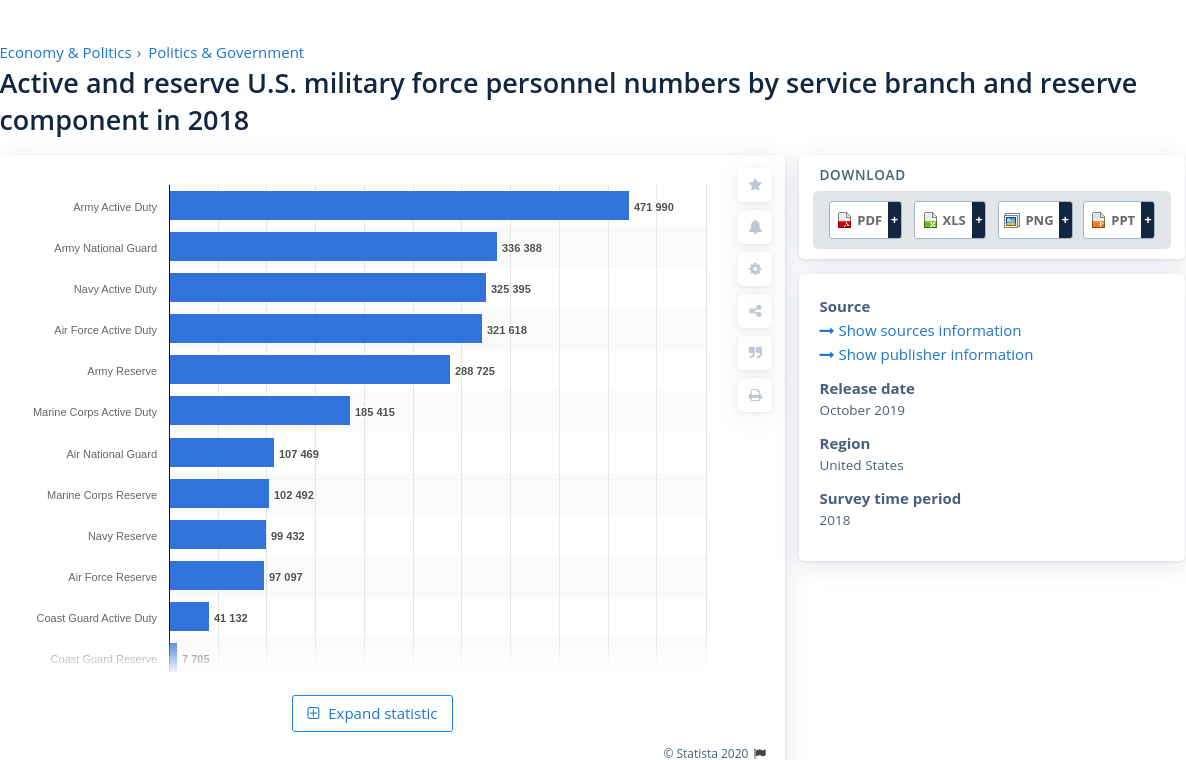 Economy & Politics › Politics & Government
Active and reserve U.S. military force personnel numbers by service branch and reserve
component in 2018
Army Active Duty 471 990
Army National Guard 336 388
Navy Active Duty 325 395
Air Force Active Duty 321 618
Army Reserve 288 725
Marine Corps Active Duty 185 415
Air National Guard 107 469
Marine Corps Reserve 102 492
Navy Reserve 99 432
Air Force Reserve 97 097
Coast Guard Active Duty 41 132
Coast Guard Reserve 7 705
Expand statistic
© Statista 2020
DOWNLOAD
PDF + XLS + PNG + PPT +
Source
Show sources information
Show publisher information
Release date
October 2019
Region
United States
Survey time period
2018